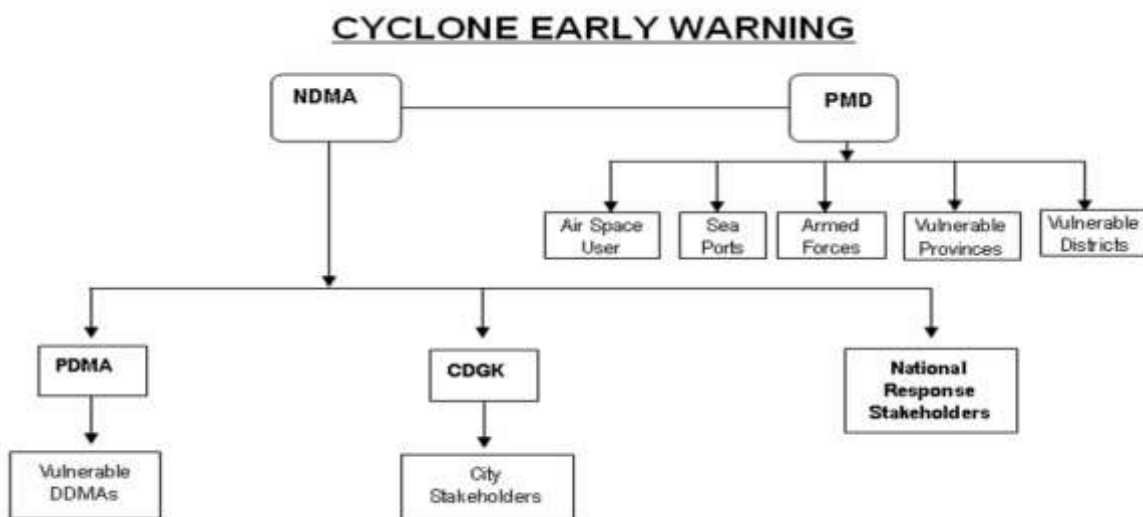 CYCLONE EARLY WARNING
NDMA
PMD
Air Space
User
Sea
Ports
Armed
Forces
Vulnerable
Provinces
Vulnerable
Districts
PDMA
CDGK
National
Response
Stakeholders
Vulnerable
DDMAs
City
Stakeholders